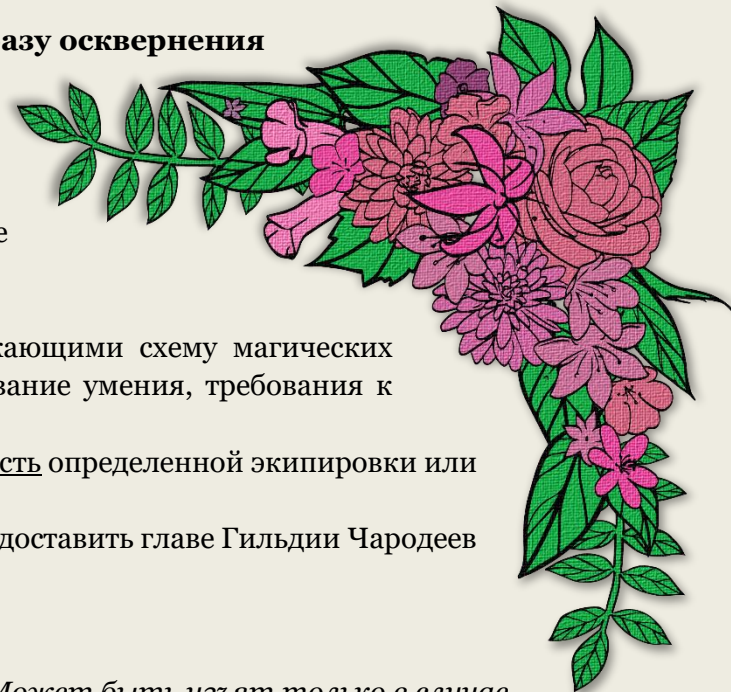 азу осквернения
е
кающими схему магических
вание умения, требования к
сть определенной экипировки или
доставить главе Гильдии Чародеев
Может быть изъят только в случае